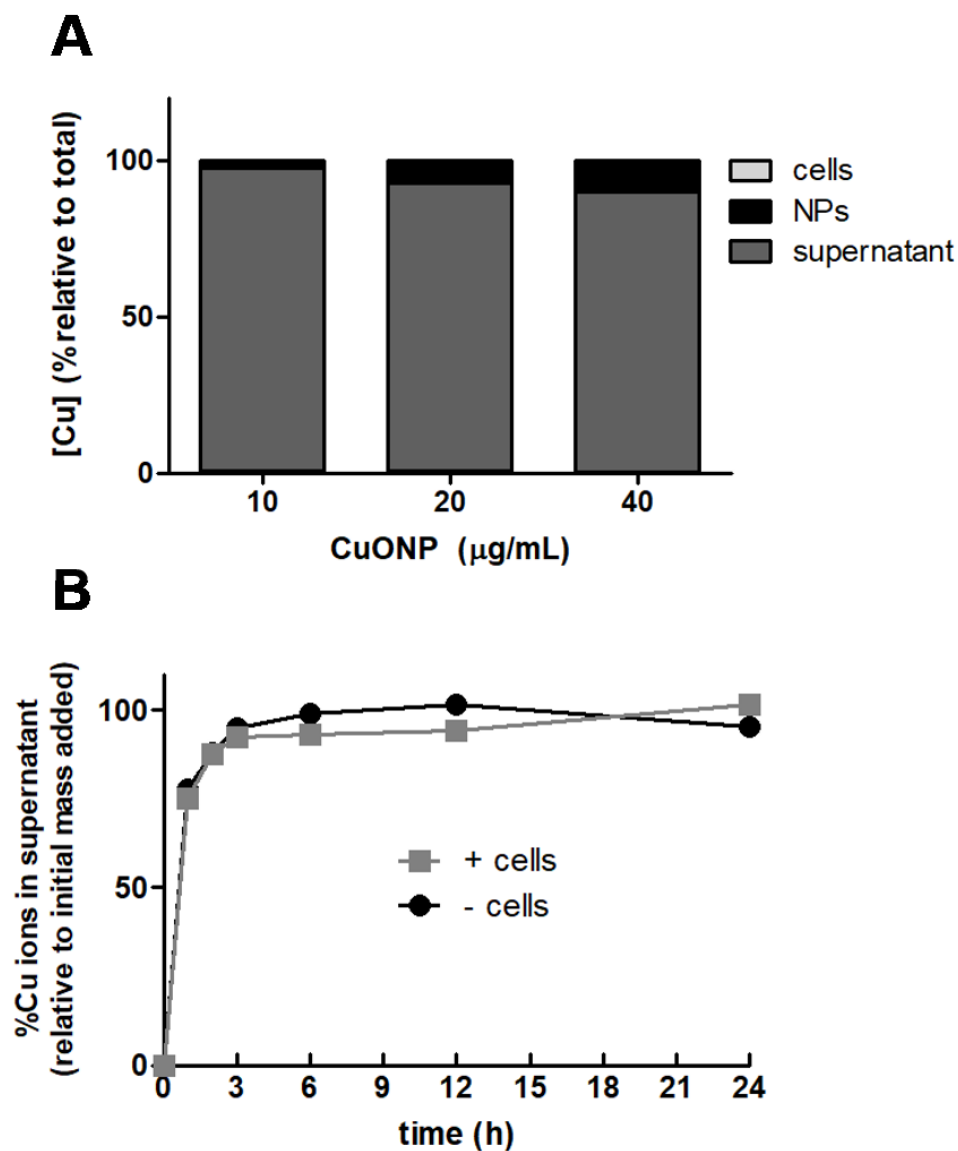 A
[Cu] (% relative to total)
100
50
0
10 20 40
CuONP (μg/mL)
cells
NPs
supernatant
B
%Cu ions in supernatant
(relative to initial mass added)
100
50
0
0 3 6 9 12 15 18 21 24
time (h)
+ cells
- cells